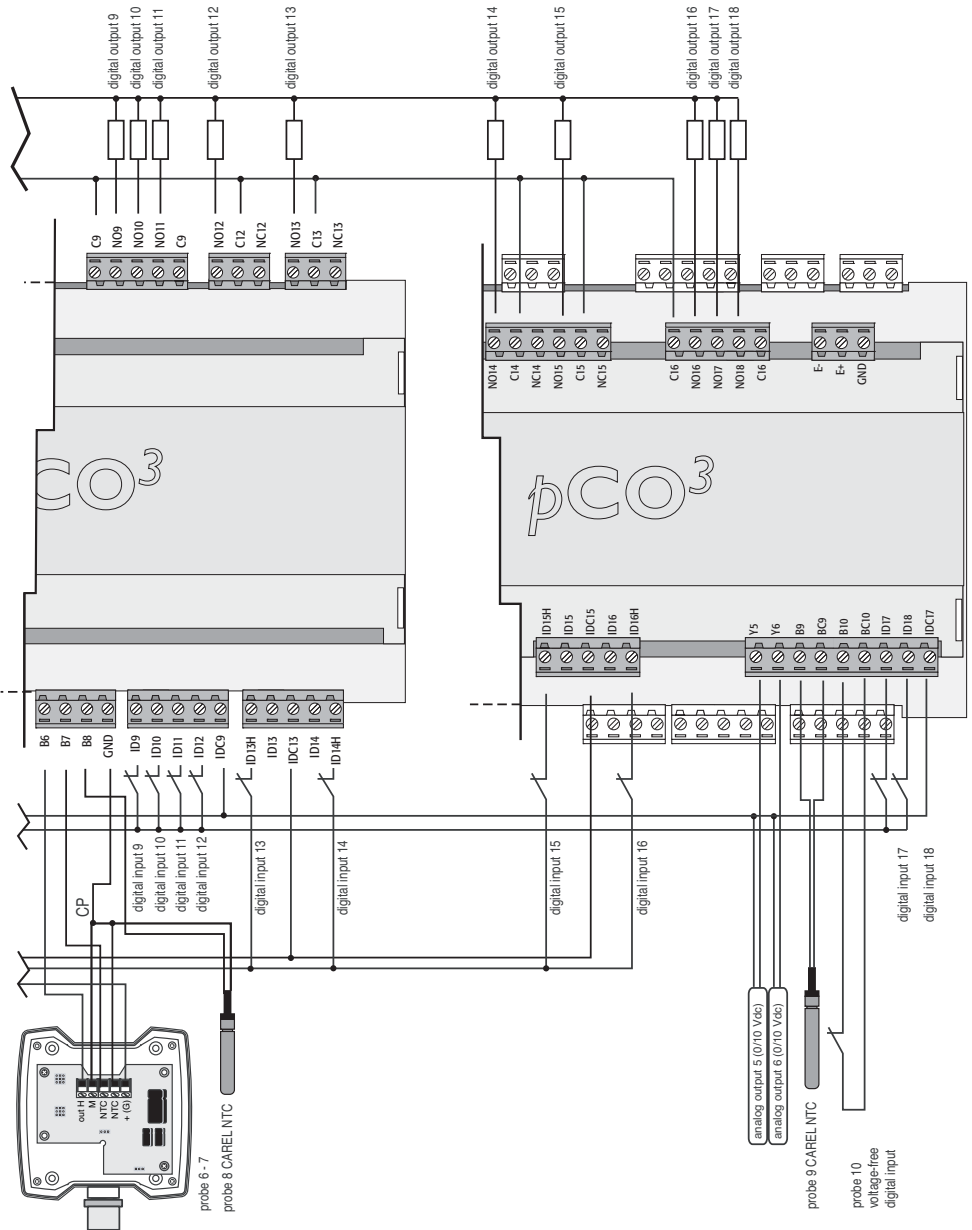 digital output 9
digital output 10
digital output 11
digital output 12
digital output 13
digital output 14
digital output 15
digital output 16
digital output 17
digital output 18
C9
NO9
NO10
NO11
C9
NO12
C12
NC12
NO13
C13
NC13
NO14
C14
NC14
NO15
C15
NC15
C16
NO16
NO17
NO18
C16
E-
E+
GND
CO3
pCO3
B6
B7
B8
GND
ID9
ID10
ID11
ID12
IDC9
ID13H
ID13
IDC13
ID14
ID14H
ID15H
ID15
IDC15
ID16
ID16H
Y5
Y6
B9
BC9
B10
BC10
ID17
ID18
IDC17
CP
digital input 9
digital input 10
digital input 11
digital input 12
digital input 13
digital input 14
digital input 15
digital input 16
digital input 17
digital input 18
out H
M
NTC
NTC
+ (G)
probe 6 - 7
probe 8 CAREL NTC
analog output 5 (0/10 Vdc)
analog output 6 (0/10 Vdc)
probe 9 CAREL NTC
probe 10
voltage-free
digital input